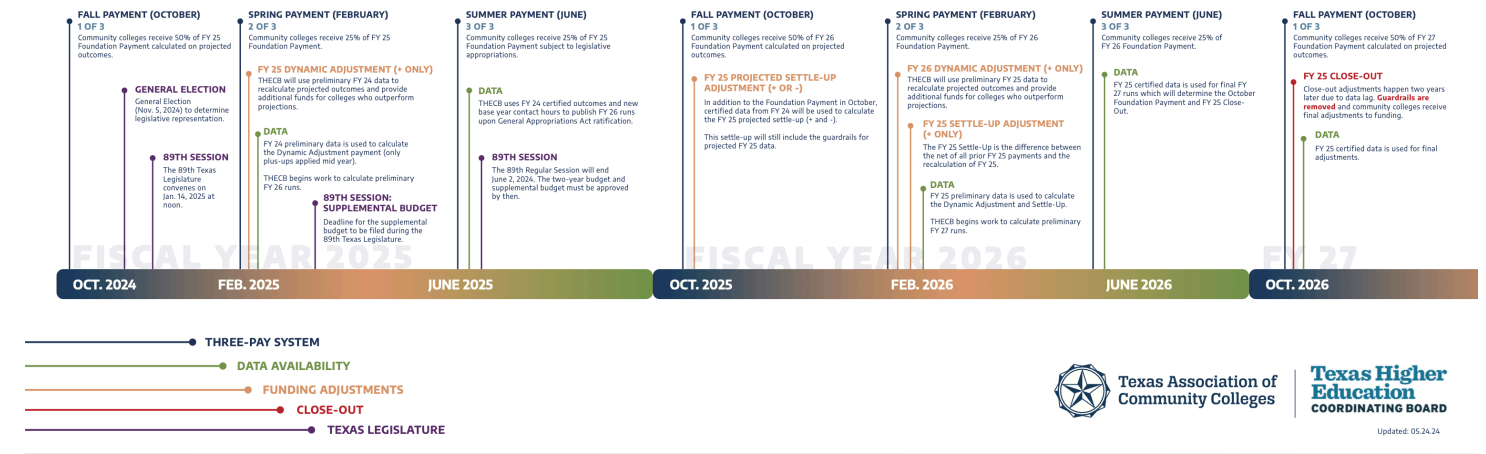 FALL PAYMENT (OCTOBER)
1 OF 3
Community colleges receive 50% of FY 25
Foundation Payment calculated on projected
outcomes.
GENERAL ELECTION
General Election
(Nov. 5, 2024) to determine
legislative representation.
89TH SESSION
The 89th Texas
Legislature
convenes on
Jan. 14, 2025 at
noon.
SPRING PAYMENT (FEBRUARY)
2 OF 3
Community colleges receive 25% of FY 25
Foundation Payment.
FY 25 DYNAMIC ADJUSTMENT (+ ONLY)
THECB will use preliminary FY 24 data to
recalculate projected outcomes and provide
additional funds for colleges who outperform
projections.
DATA
FY 24 preliminary data is used to calculate
the Dynamic Adjustment payment (only
plus-ups applied mid year).
THECB begins work to calculate preliminary
FY 26 runs.
89TH SESSION:
SUPPLEMENTAL BUDGET
Deadline for the supplemental
budget to be filed during the
89th Texas Legislature.
SUMMER PAYMENT (JUNE)
3 OF 3
Community colleges receive 25% of FY 25
Foundation Payment subject to legislative
appropriations.
DATA
THECB uses FY 24 certified outcomes and new
base year contact hours to publish FY 26 runs
upon General Appropriations Act ratification.
89TH SESSION
The 89th Regular Session will end
June 2, 2024. The two-year budget and
supplemental budget must be approved
by then.
FALL PAYMENT (OCTOBER)
1 OF 3
Community colleges receive 50% of FY 26
Foundation Payment calculated on projected
outcomes.
FY 25 PROJECTED SETTLE-UP
ADJUSTMENT (+ OR -)
In addition to the Foundation Payment in October,
certified data from FY 24 will be used to calculate
the FY 25 projected settle-up (+ and -).
This settle-up will still include the guardrails for
projected FY 25 data.
SPRING PAYMENT (FEBRUARY)
2 OF 3
Community colleges receive 25% of FY 26
Foundation Payment.
FY 26 DYNAMIC ADJUSTMENT (+ ONLY)
THECB will use preliminary FY 25 data to
recalculate projected outcomes and provide
additional funds for colleges who outperform
projections.
FY 25 SETTLE-UP ADJUSTMENT
(+ ONLY)
The FY 25 Settle-Up is the difference between
the net of all prior FY 25 payments and the
recalculation of FY 25.
DATA
FY 25 preliminary data is used to calculate
the Dynamic Adjustment and Settle-Up.
THECB begins work to calculate preliminary
FY 27 runs.
SUMMER PAYMENT (JUNE)
3 OF 3
Community colleges receive 25% of
FY 26 Foundation Payment.
DATA
FY 25 certified data is used for final FY
27 runs which will determine the October
Foundation Payment and FY 25 Close-
Out.
FALL PAYMENT (OCTOBER)
1 OF 3
Community colleges receive 50% of FY 27
Foundation Payment calculated on projected
outcomes.
FY 25 CLOSE-OUT
Close-out adjustments happen two years
later due to data lag. Guardrails are
removed and community colleges receive
final adjustments to funding.
DATA
FY 25 certified data is used for final
adjustments.
FISCAL YEAR 2025
FISCAL YEAR 2026
FY 27
OCT. 2024
FEB. 2025
JUNE 2025
OCT. 2025
FEB. 2026
JUNE 2026
OCT. 2026
THREE-PAY SYSTEM
DATA AVAILABILITY
FUNDING ADJUSTMENTS
CLOSE-OUT
TEXAS LEGISLATURE
Texas Association of
Community Colleges
Texas Higher
Education
COORDINATING BOARD
Updated: 05.24.24